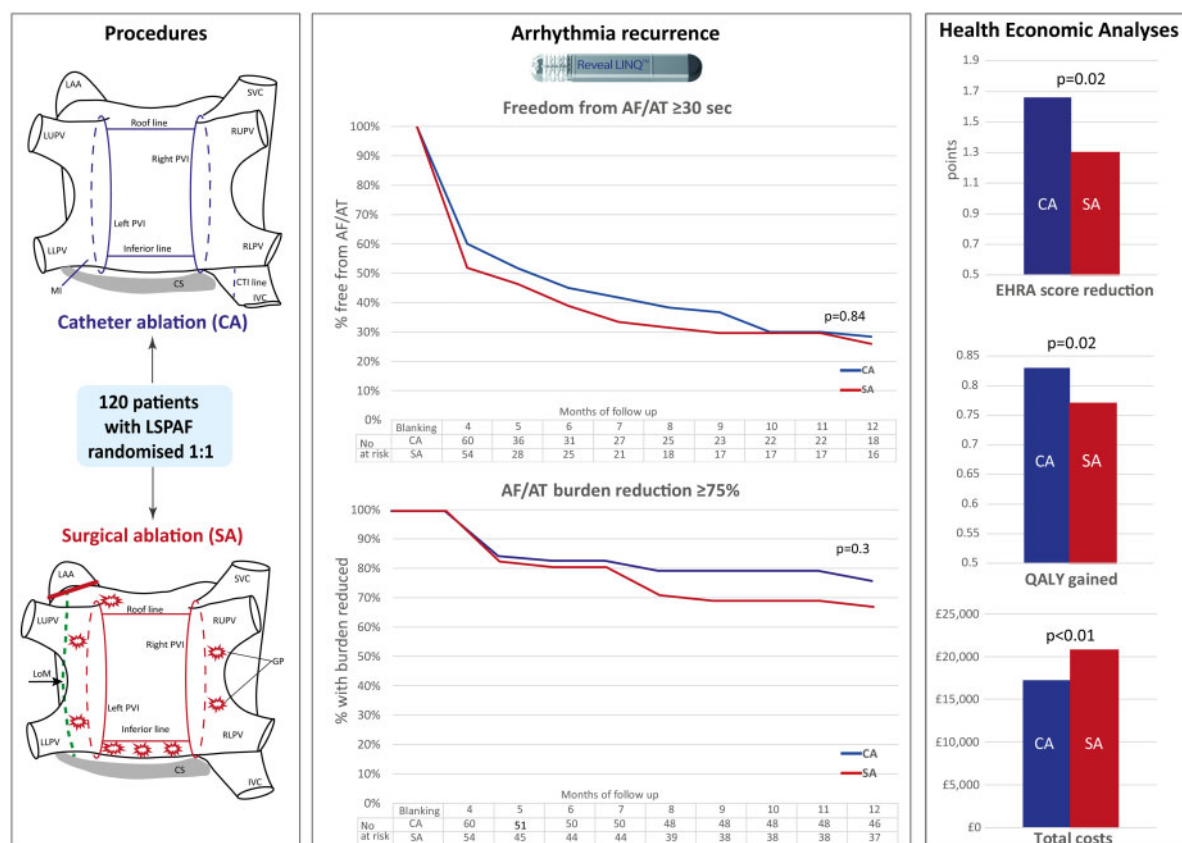 Procedures
LAA
SVC
Roof line
LUPV
RUPV
Right PVI
Left PVI
LLPV
Inferior line
RLPV
CS
CTI line
MI
IVC
Catheter ablation (CA)
120 patients
with LSPAF
randomised 1:1
Surgical ablation (SA)
LAA
SVC
Roof line
LUPV
RUPV
Right PVI
GP
LoM
Left PVI
Inferior line
LLPV
RLPV
CS
IVC
Arrhythmia recurrence
Reveal LINQ™
Freedom from AF/AT ≥30 sec
% free from AF/AT
100%
90%
80%
70%
60%
50%
40%
30%
20%
10%
0%
p=0.84
CA
SA
Months of follow up
Blanking 4 5 6 7 8 9 10 11 12
No at risk
CA 60 36 31 27 25 23 22 22 18
SA 54 28 25 21 18 17 17 17 16
AF/AT burden reduction ≥75%
% with burden reduced
100%
90%
80%
70%
60%
50%
40%
30%
20%
10%
0%
p=0.3
CA
SA
Months of follow up
Blanking 4 5 6 7 8 9 10 11 12
No at risk
CA 60 51 50 50 48 48 48 48 46
SA 54 45 44 44 39 38 38 38 37
Health Economic Analyses
points
1.9
1.7
1.5
1.3
1.1
0.9
0.7
0.5
p=0.02
CA SA
EHRA score reduction
0.85
0.8
0.75
0.7
0.65
0.6
0.55
0.5
p=0.02
CA SA
QALY gained
£25,000
£20,000
£15,000
£10,000
£5,000
£0
p<0.01
CA SA
Total costs